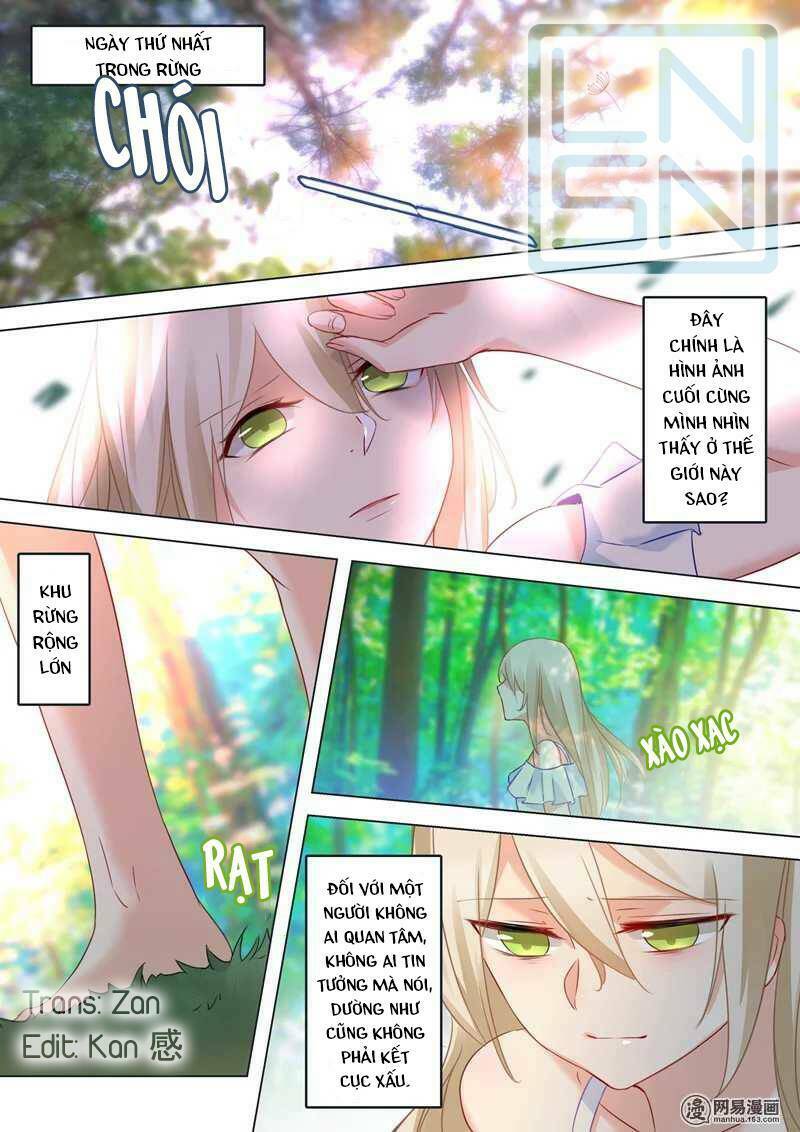 NGÀY THỨ NHẤT
TRONG RỪNG
CHÓI
LN
SN
ĐÂY
CHÍNH LÀ
HÌNH ẢNH
CUỐI CÙNG
MÌNH NHÌN
THẤY Ở THẾ
GIỚI NÀY
SAO?
KHU
RỪNG
RỘNG
LỚN
XÀO XẠC
RẠT
ĐỐI VỚI MỘT
NGƯỜI KHÔNG
AI QUAN TÂM,
KHÔNG AI TIN
TƯỞNG MÀ NÓI,
DƯỜNG NHƯ
CŨNG KHÔNG
PHẢI KẾT
CỤC XẤU.
Trans: Zan
Edit: Kan 感
漫 网易漫画
manhua.163.com